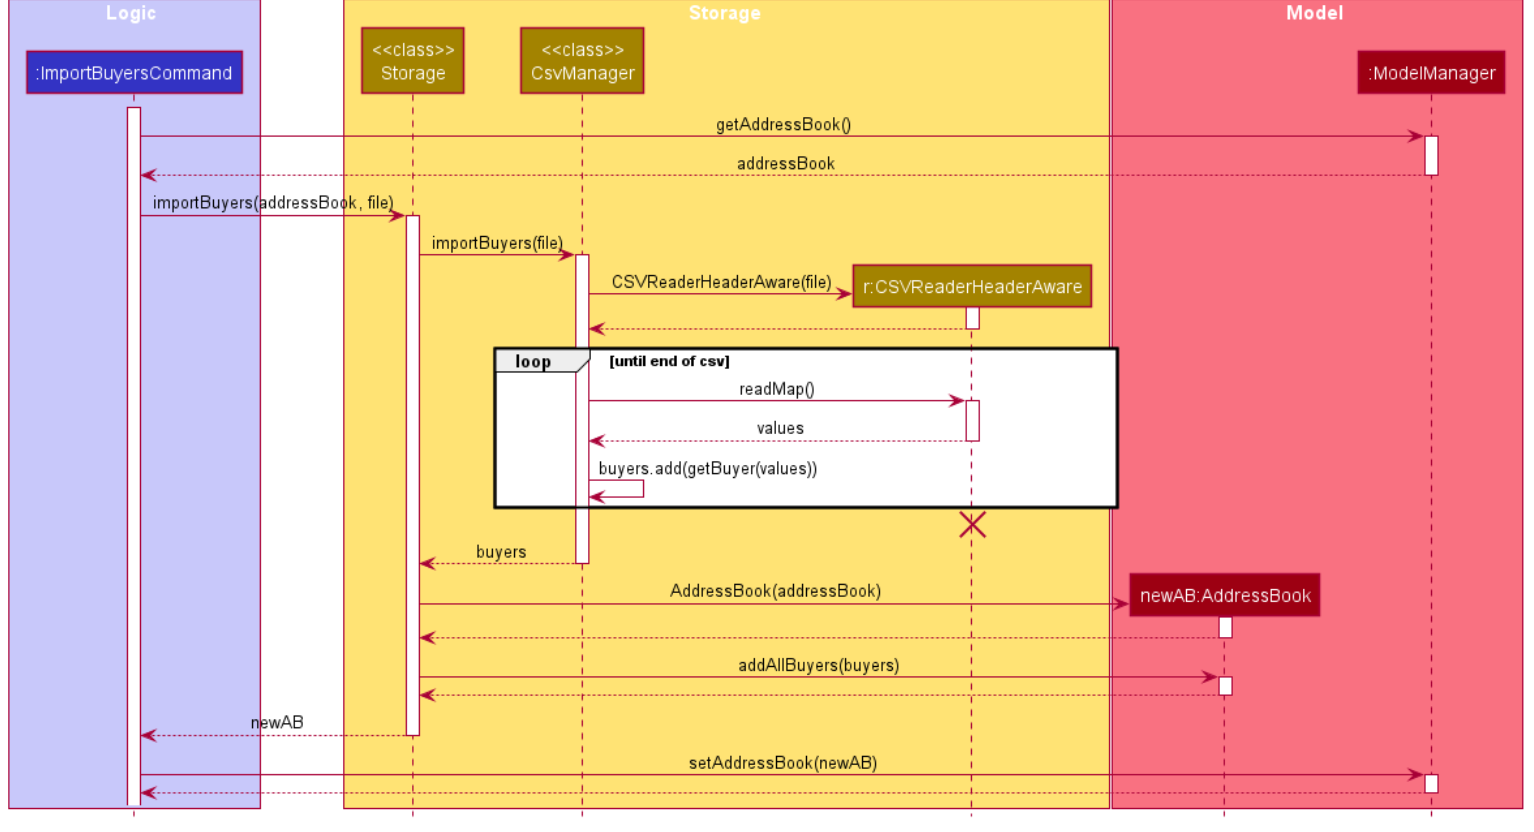 Logic
Storage
Model
:ImportBuyersCommand
<<class>>
Storage
<<class>>
CsvManager
:ModelManager
getAddressBook()
addressBook
importBuyers(addressBook, file)
importBuyers(file)
CSVReaderHeaderAware(file)
r:CSVReaderHeaderAware
loop
[until end of csv]
readMap()
values
buyers.add(getBuyer(values))
buyers
AddressBook(addressBook)
newAB:AddressBook
addAllBuyers(buyers)
newAB
setAddressBook(newAB)